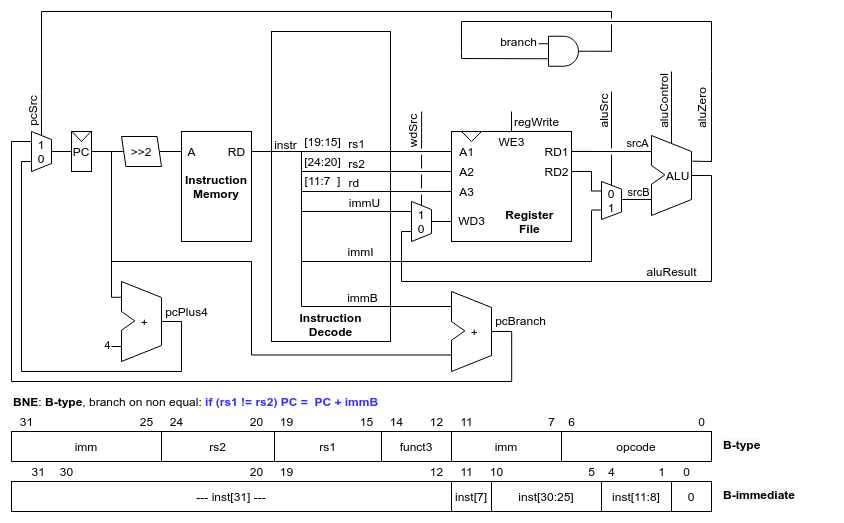 branch
pcSrc
wdSrc
aluSrc
aluControl
aluZero
regWrite
1
0
PC
>>2
A RD
Instruction
Memory
instr
[19:15] rs1
[24:20] rs2
[11:7 ] rd
immU
immI
immB
Instruction
Decode
1
0
WE3
A1 RD1
A2 RD2
A3
WD3
Register
File
srcA
0
1
srcB
ALU
aluResult
pcPlus4
+
4
pcBranch
+
BNE: B-type, branch on non equal: if (rs1 != rs2) PC = PC + immB
31 25 24 20 19 15 14 12 11 7 6 0
imm rs2 rs1 funct3 imm opcode B-type
31 30 20 19 12 11 10 5 4 1 0
--- inst[31] --- inst[7] inst[30:25] inst[11:8] 0 B-immediate